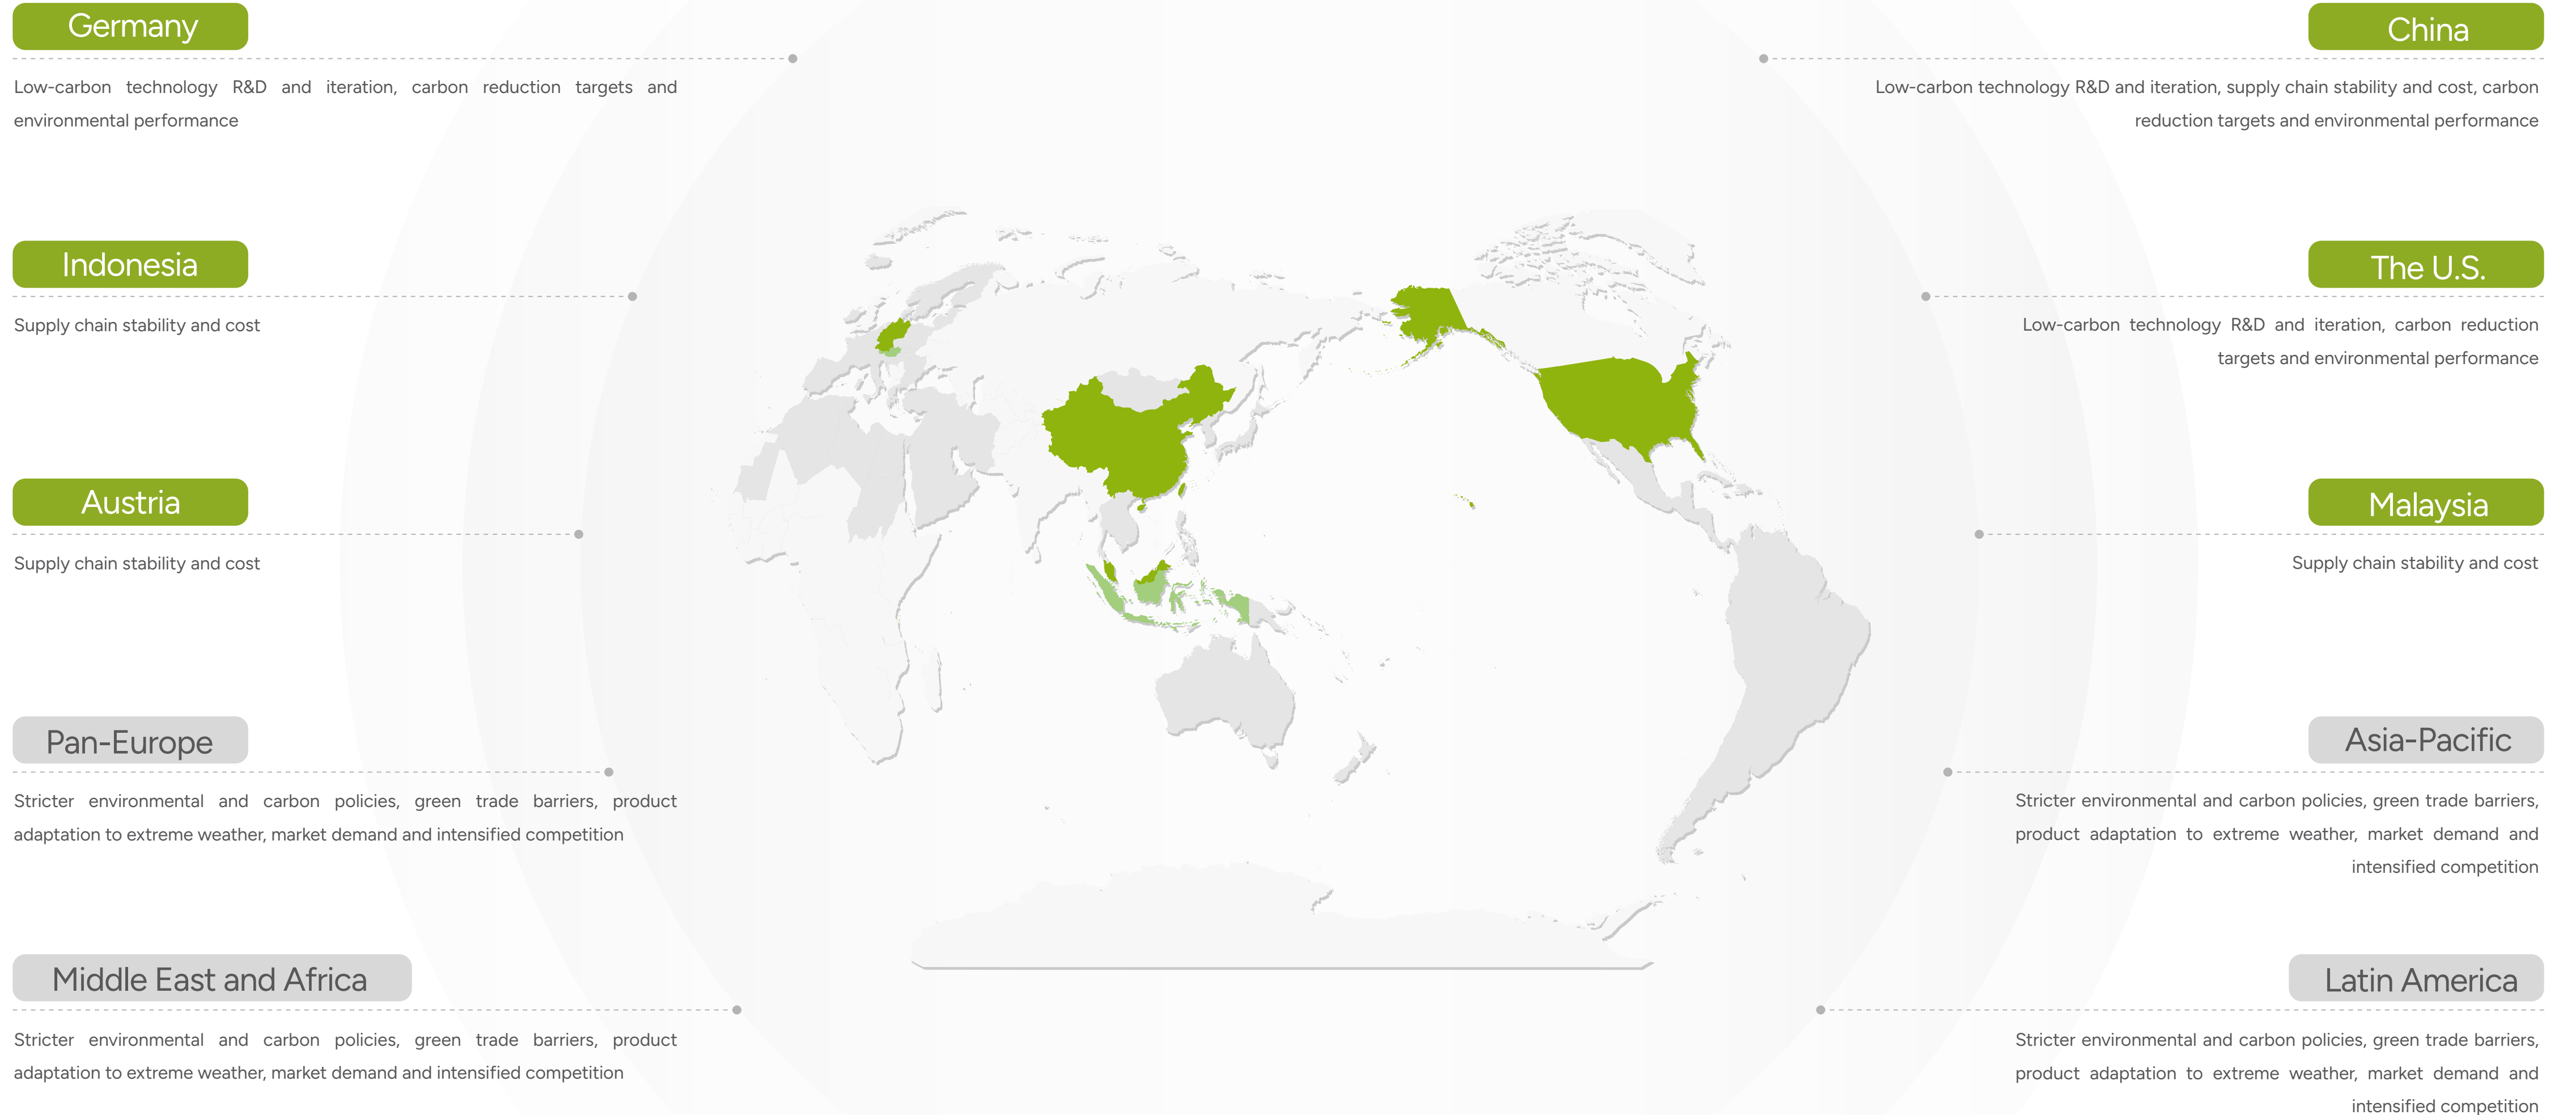 Germany
Low-carbon technology R&D and iteration, carbon reduction targets and
environmental performance
Indonesia
Supply chain stability and cost
Austria
Supply chain stability and cost
Pan-Europe
Stricter environmental and carbon policies, green trade barriers, product
adaptation to extreme weather, market demand and intensified competition
Middle East and Africa
Stricter environmental and carbon policies, green trade barriers, product
adaptation to extreme weather, market demand and intensified competition
China
Low-carbon technology R&D and iteration, supply chain stability and cost, carbon
reduction targets and environmental performance
The U.S.
Low-carbon technology R&D and iteration, carbon reduction
targets and environmental performance
Malaysia
Supply chain stability and cost
Asia-Pacific
Stricter environmental and carbon policies, green trade barriers,
product adaptation to extreme weather, market demand and
intensified competition
Latin America
Stricter environmental and carbon policies, green trade barriers,
product adaptation to extreme weather, market demand and
intensified competition